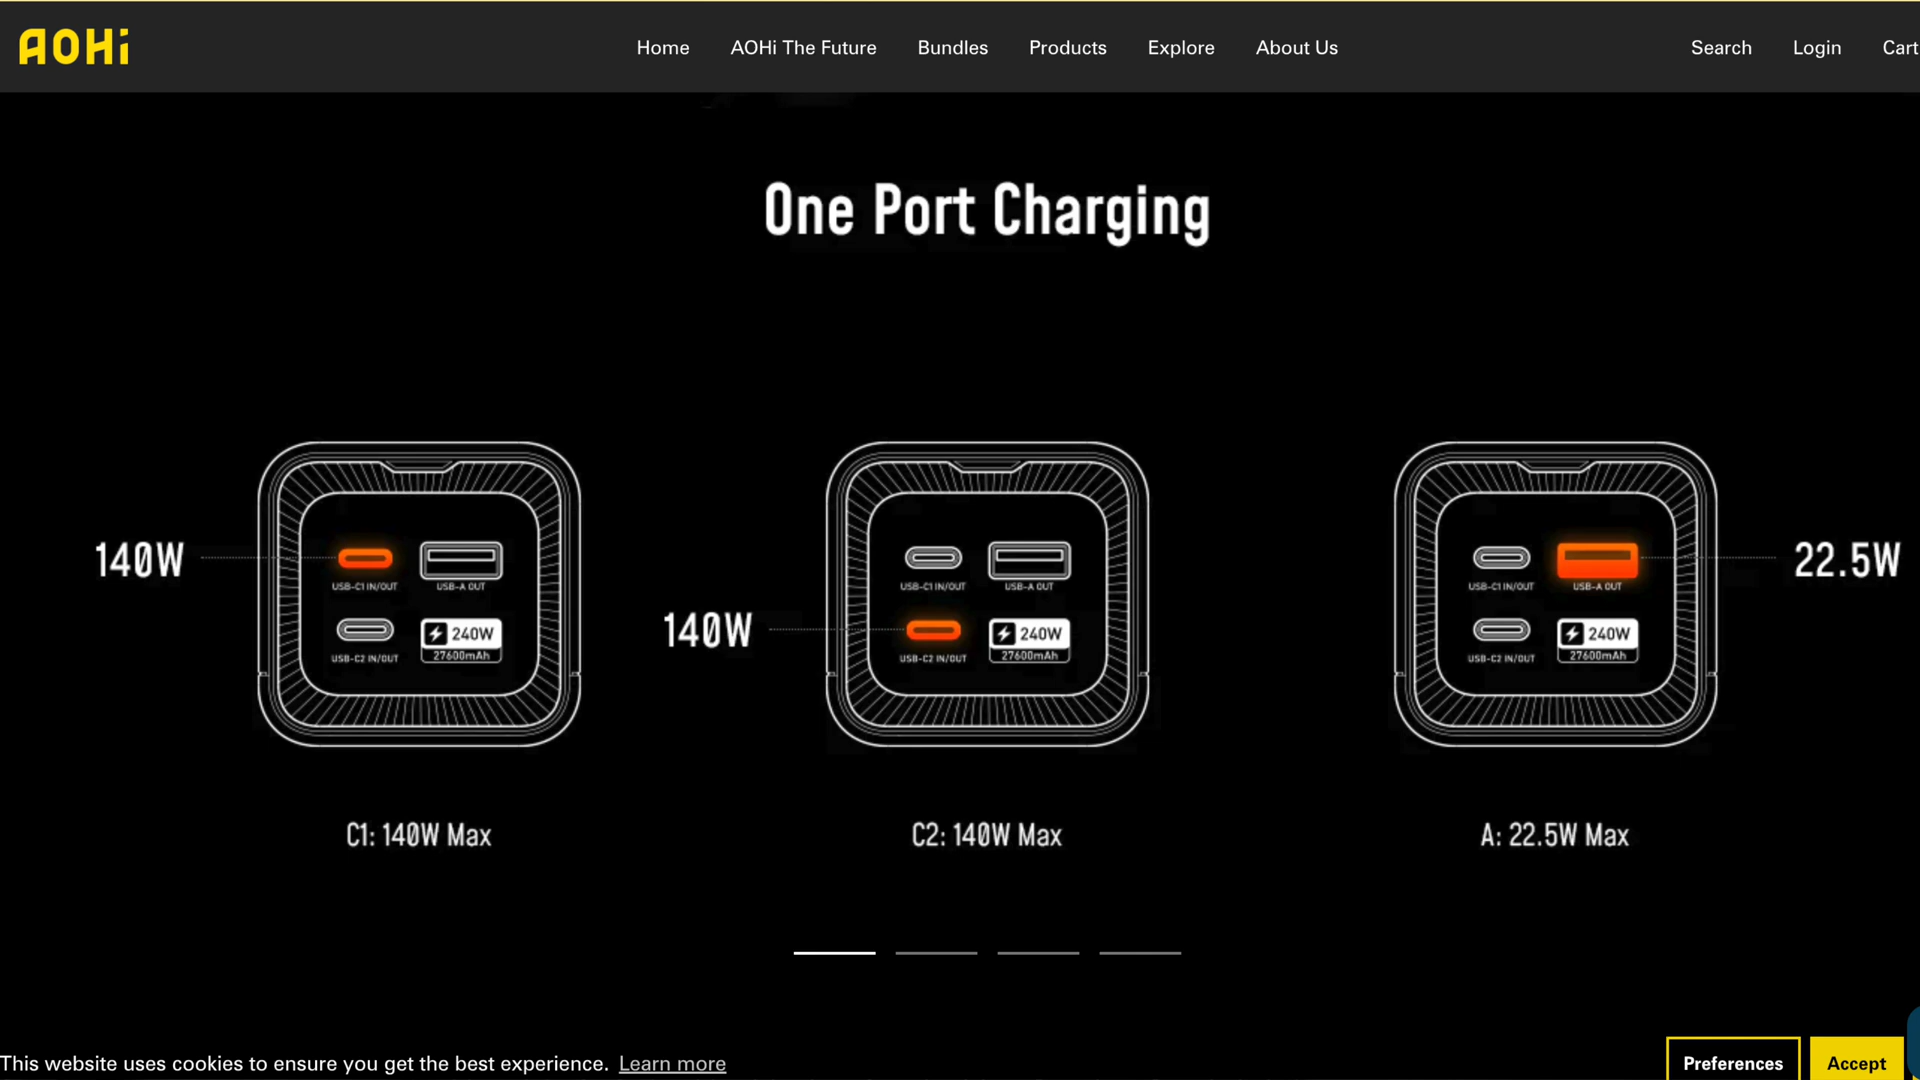 AOHi
Home AOHi The Future Bundles Products Explore About Us
Search Login Cart
One Port Charging
140W
USB-C1 IN/OUT USB-A OUT
USB-C2 IN/OUT 240W
27600mAh
140W
USB-C1 IN/OUT USB-A OUT
USB-C2 IN/OUT 240W
27600mAh
22.5W
USB-C1 IN/OUT USB-A OUT
USB-C2 IN/OUT 240W
27600mAh
C1: 140W Max
C2: 140W Max
A: 22.5W Max
This website uses cookies to ensure you get the best experience. Learn more
Preferences Accept